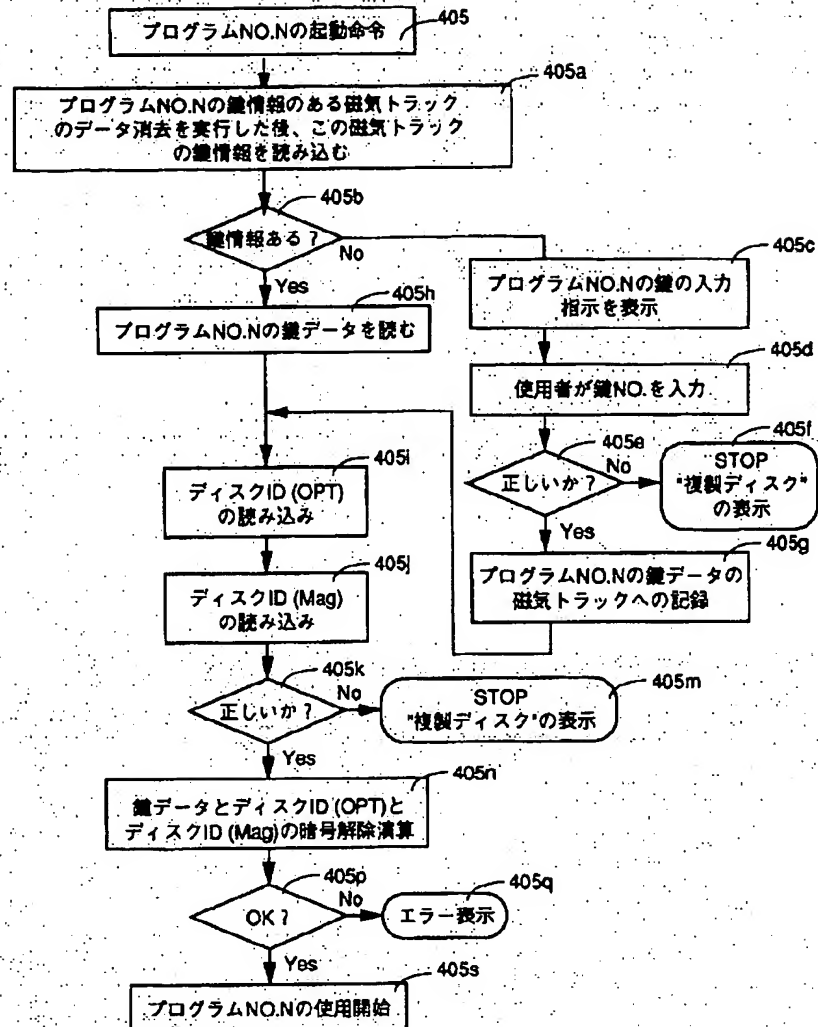 プログラムNO.Nの起動命令
405
405a
プログラムNO.Nの鍵情報のある磁気トラック
のデータ消去を実行した後、この磁気トラック
の鍵情報を読み込む
405b
鍵情報ある?
No
Yes
405c
プログラムNO.Nの鍵の入力
指示を表示
405h
プログラムNO.Nの鍵データを読む
405d
使用者が鍵NO.を入力
405e
正しいか?
No
Yes
405f
STOP
"複製ディスク"
の表示
405g
プログラムNO.Nの鍵データの
磁気トラックへの記録
405i
ディスクID (OPT)
の読み込み
405j
ディスクID (Mag)
の読み込み
405k
正しいか?
No
Yes
405m
STOP
"複製ディスク"の表示
405n
鍵データとディスクID (OPT)と
ディスクID (Mag)の暗号解除演算
405p
OK?
No
Yes
405q
エラー表示
405s
プログラムNO.Nの使用開始